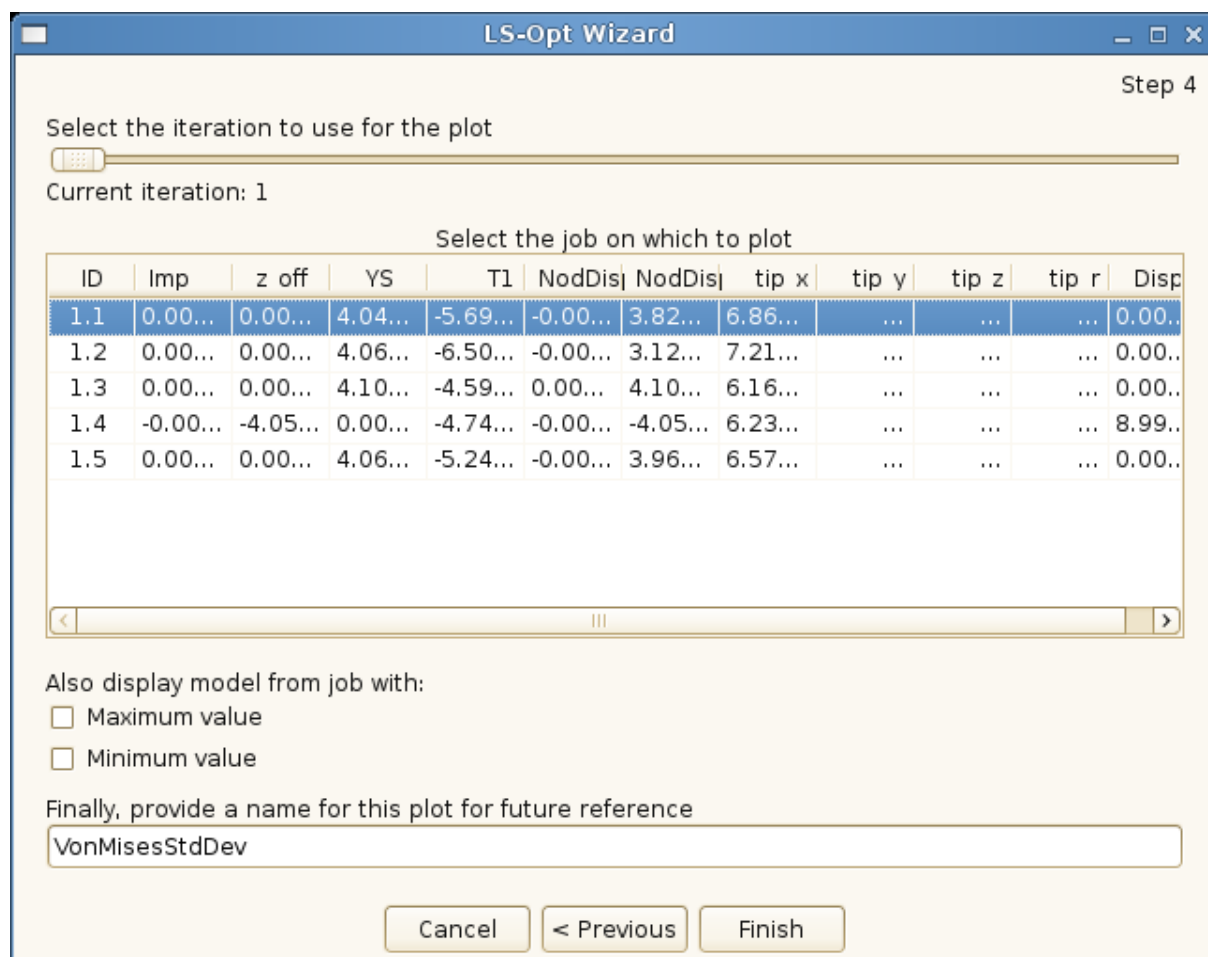 LS-Opt Wizard
Step 4
Select the iteration to use for the plot
Current iteration: 1
Select the job on which to plot
ID Imp z off YS T1 NodDisp NodDisp tip x tip y tip z tip r Disp
1.1 0.00... 0.00... 4.04... -5.69... -0.00... 3.82... 6.86... ... ... ... 0.00..
1.2 0.00... 0.00... 4.06... -6.50... -0.00... 3.12... 7.21... ... ... ... 0.00..
1.3 0.00... 0.00... 4.10... -4.59... 0.00... 4.10... 6.16... ... ... ... 0.00..
1.4 -0.00... -4.05... 0.00... -4.74... -0.00... -4.05... 6.23... ... ... ... 8.99..
1.5 0.00... 0.00... 4.06... -5.24... -0.00... 3.96... 6.57... ... ... ... 0.00..
Also display model from job with:
Maximum value
Minimum value
Finally, provide a name for this plot for future reference
VonMisesStdDev
Cancel < Previous Finish